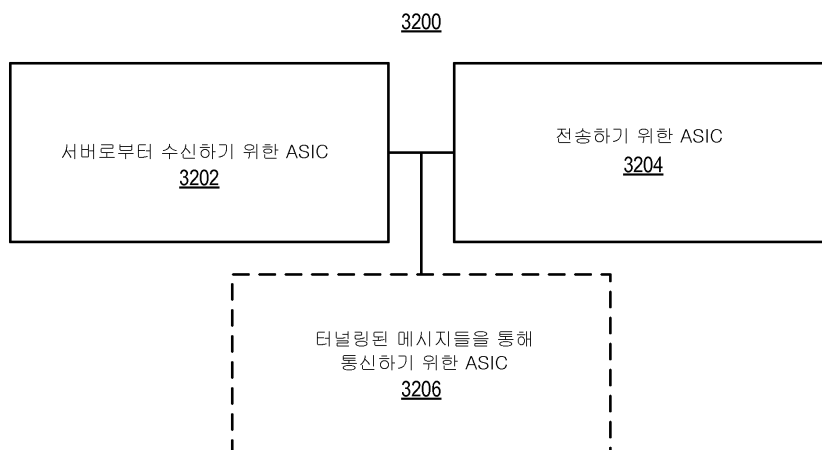 3200
서버로부터 수신하기 위한 ASIC
3202
전송하기 위한 ASIC
3204
터널링된 메시지들을 통해
통신하기 위한 ASIC
3206